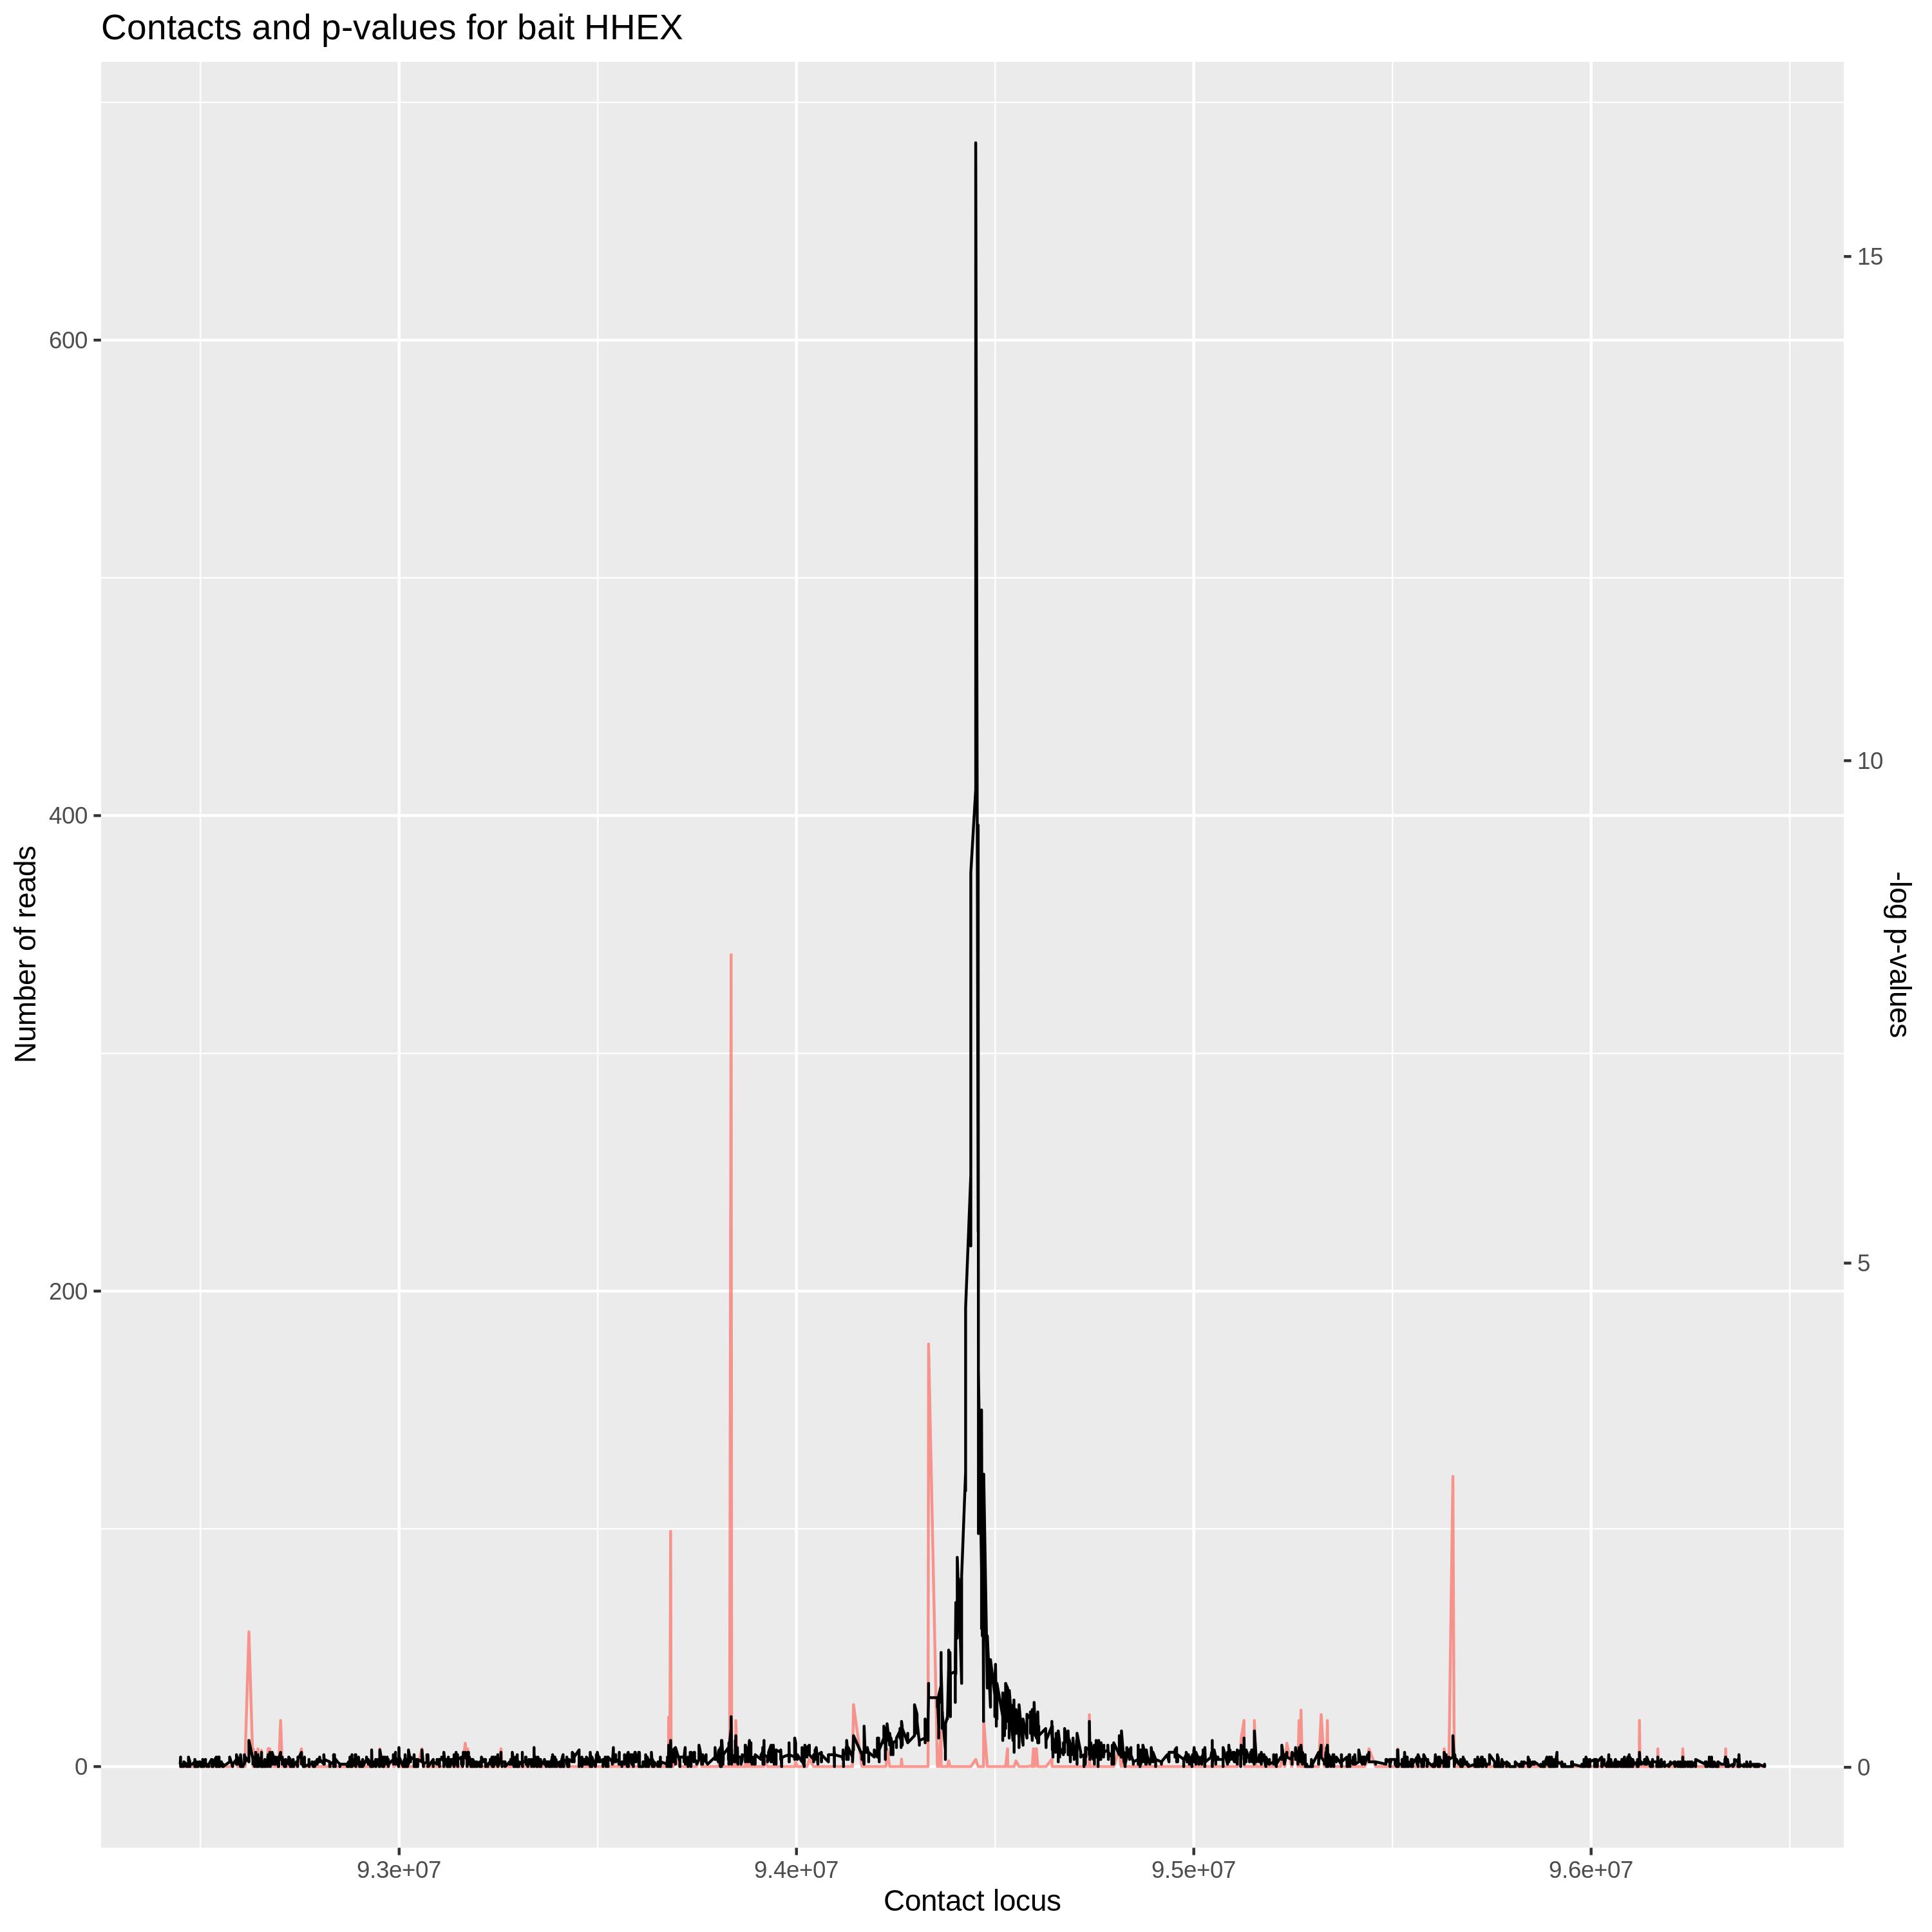 Contacts and p-values for bait HHEX
Number of reads
600
400
200
0
15
10
5
0
-log p-values
9.3e+07
9.4e+07
9.5e+07
9.6e+07
Contact locus